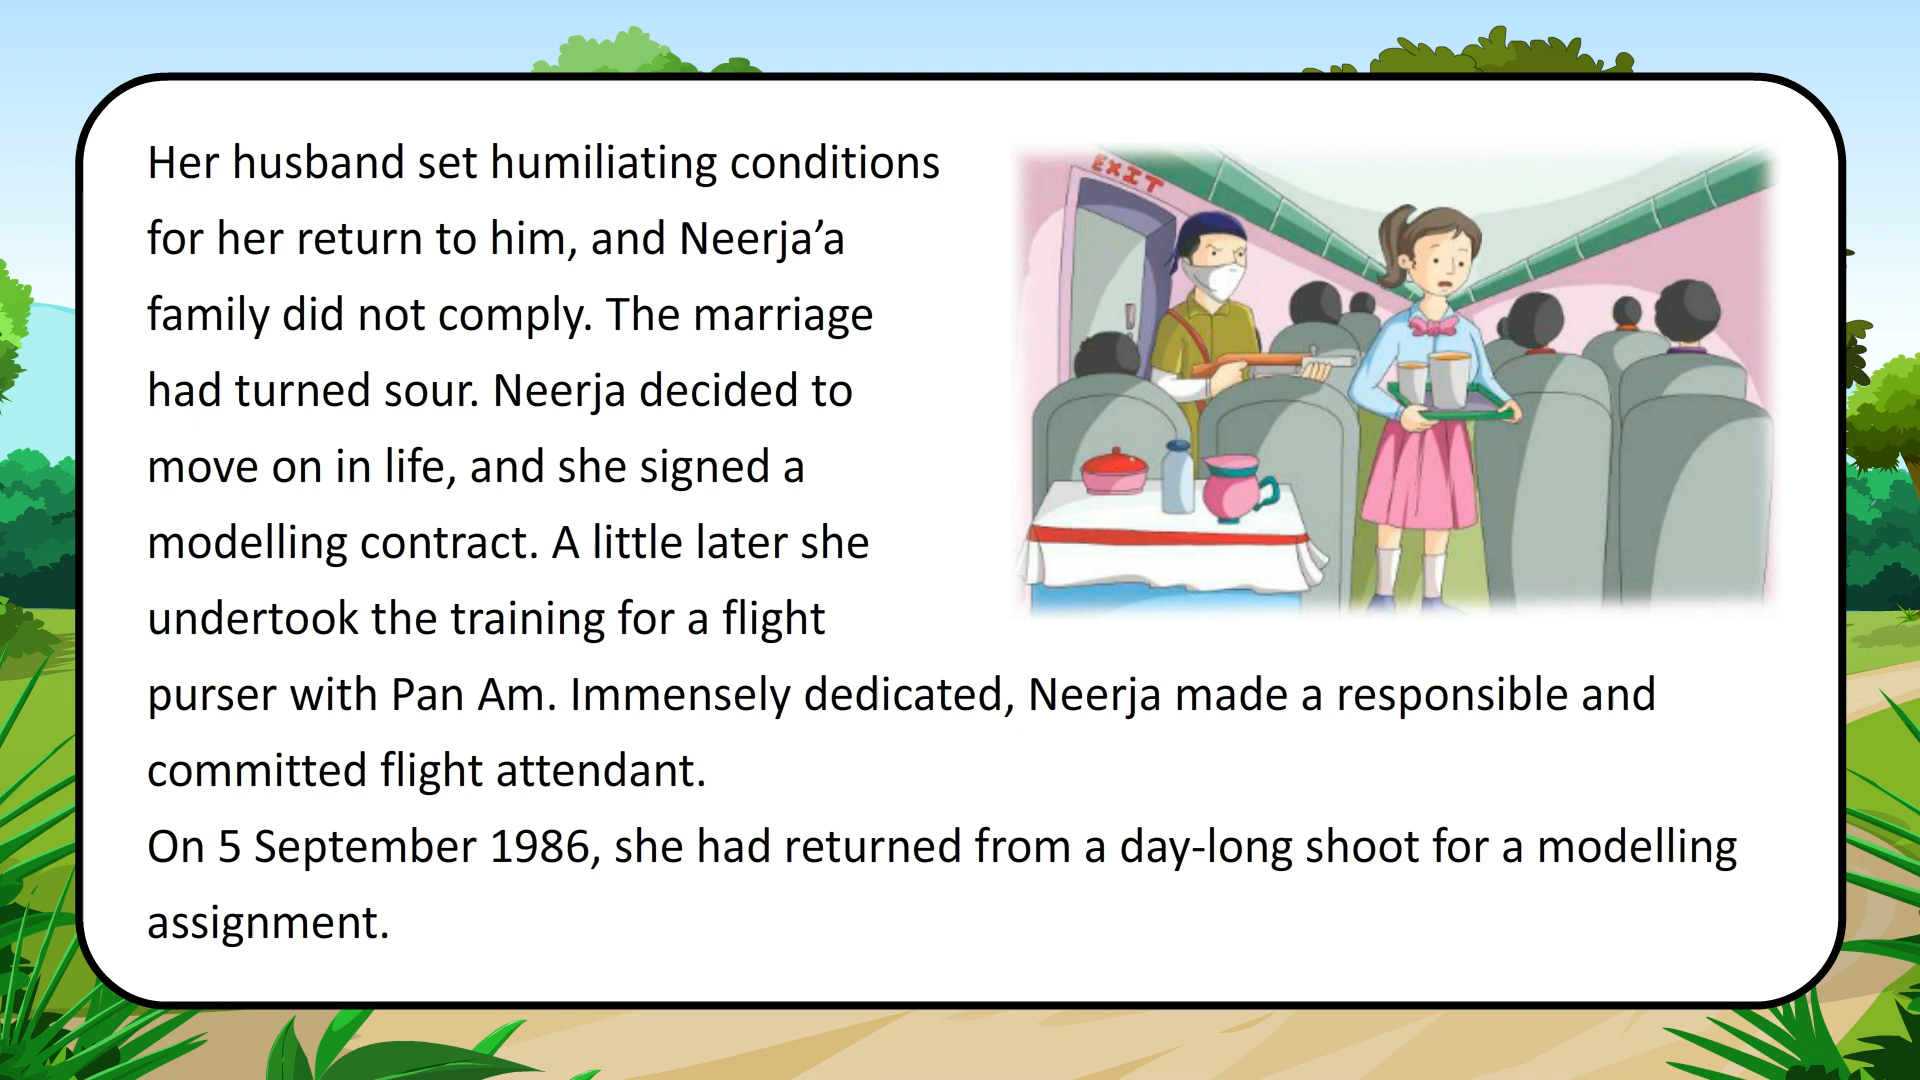 Her husband set humiliating conditions
for her return to him, and Neerja’a
family did not comply. The marriage
had turned sour. Neerja decided to
move on in life, and she signed a
modelling contract. A little later she
undertook the training for a flight
purser with Pan Am. Immensely dedicated, Neerja made a responsible and
committed flight attendant.
On 5 September 1986, she had returned from a day-long shoot for a modelling
assignment.
EXIT